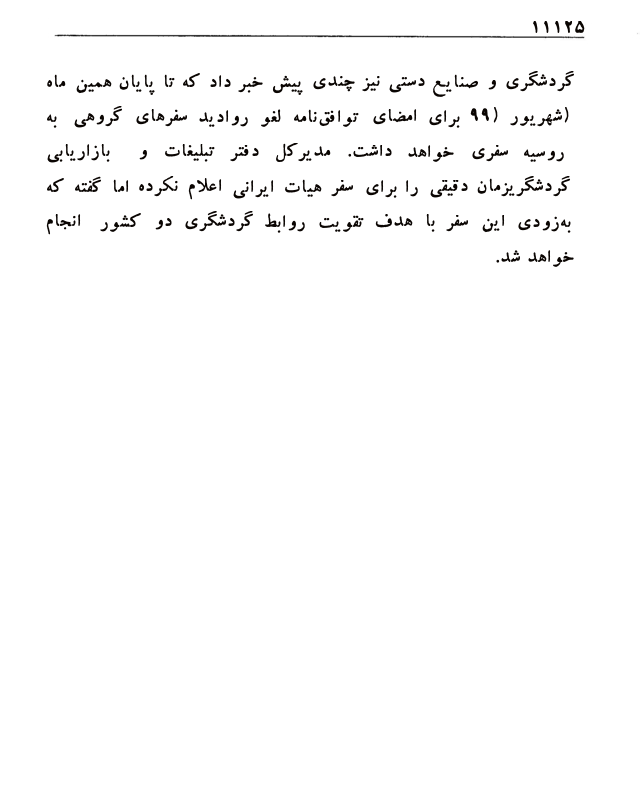 ۱۱۱۲۵
گردشگری و صنایع دستی نیز چندی پیش خبر داد که تا پایان همین ماه
(شهریور ۹۹) برای امضای توافق‌نامه لغو روادید سفرهای گروهی به
روسیه سفری خواهد داشت. مدیرکل دفتر تبلیغات و بازاریابی
گردشگریزمان دقیقی را برای سفر هیات ایرانی اعلام نکرده اما گفته که
به‌زودی این سفر با هدف تقویت روابط گردشگری دو کشور انجام
خواهد شد.